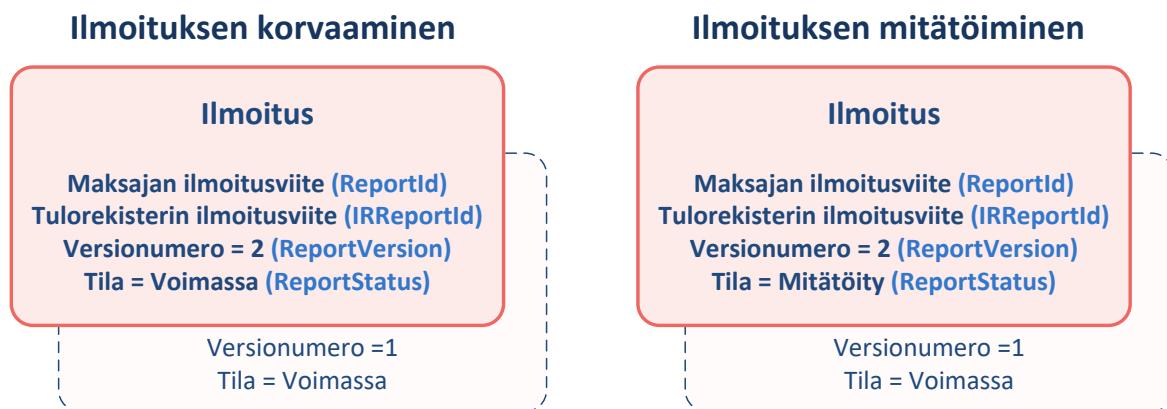 Ilmoituksen korvaaminen
Ilmoitus
Maksajan ilmoitusviite (ReportId)
Tulorekisterin ilmoitusviite (IRReportId)
Versionumero = 2 (ReportVersion)
Tila = Voimassa (ReportStatus)
Versionumero =1
Tila = Voimassa
Ilmoituksen mitätöiminen
Ilmoitus
Maksajan ilmoitusviite (ReportId)
Tulorekisterin ilmoitusviite (IRReportId)
Versionumero = 2 (ReportVersion)
Tila = Mitätöity (ReportStatus)
Versionumero =1
Tila = Voimassa